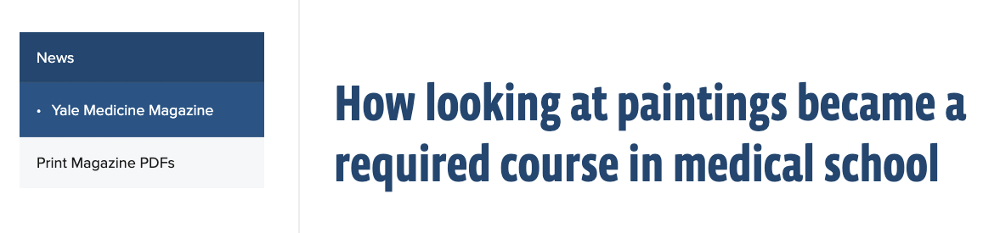 News
• Yale Medicine Magazine
Print Magazine PDFs
How looking at paintings became a
required course in medical school